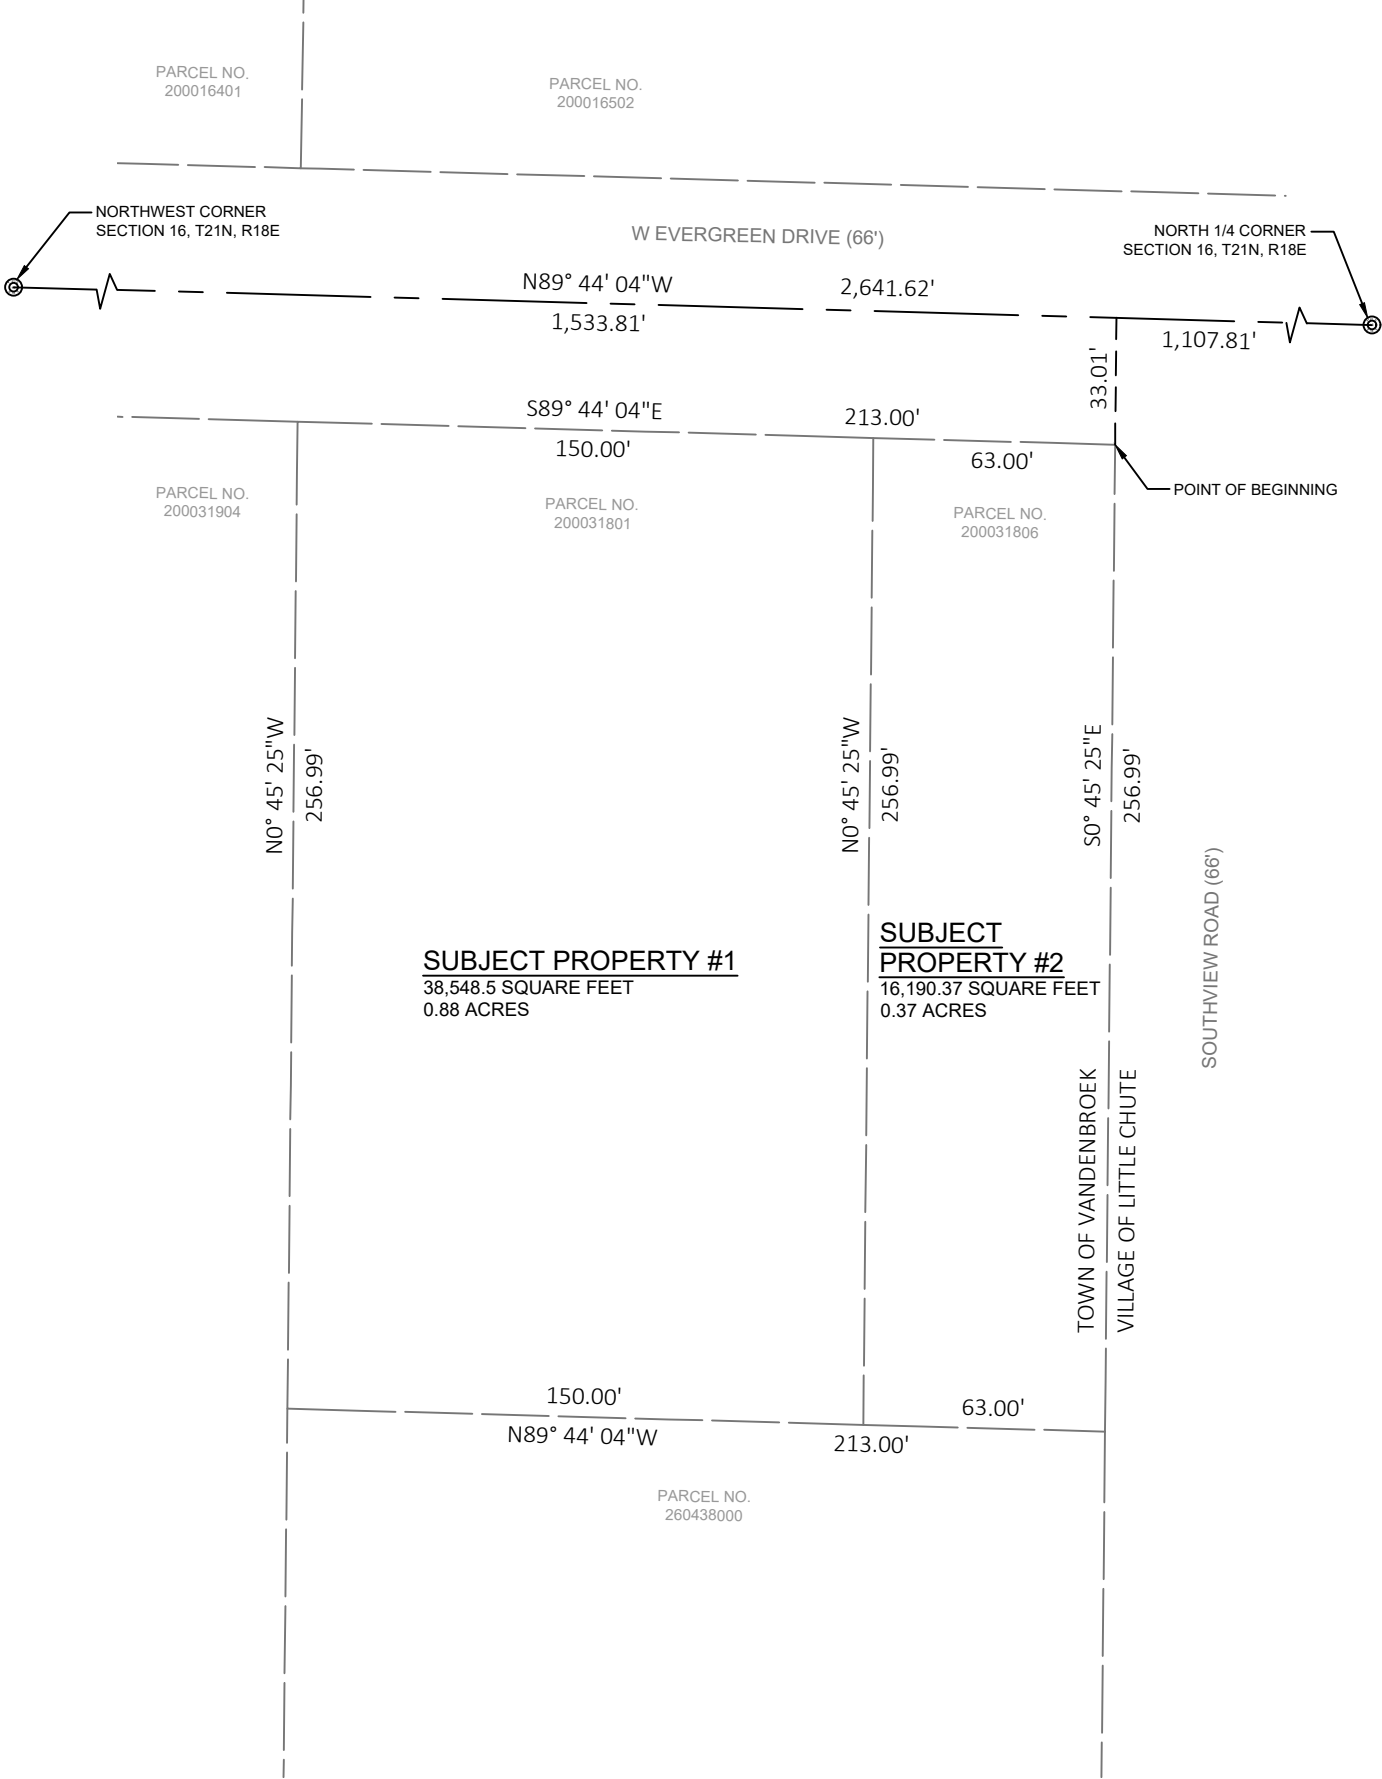 PARCEL NO.
200016401
PARCEL NO.
200016502
NORTHWEST CORNER
SECTION 16, T21N, R18E
W EVERGREEN DRIVE (66')
NORTH 1/4 CORNER
SECTION 16, T21N, R18E
N89° 44' 04"W 2,641.62'
1,533.81'
1,107.81'
33.01'
S89° 44' 04"E 213.00'
150.00'
63.00'
POINT OF BEGINNING
PARCEL NO.
200031904
PARCEL NO.
200031801
PARCEL NO.
200031806
N0° 45' 25"W
256.99'
N0° 45' 25"W
256.99'
S0° 45' 25"E
256.99'
SOUTHVIEW ROAD (66')
SUBJECT PROPERTY #1
38,548.5 SQUARE FEET
0.88 ACRES
SUBJECT
PROPERTY #2
16,190.37 SQUARE FEET
0.37 ACRES
TOWN OF VANDENBROEK
VILLAGE OF LITTLE CHUTE
150.00'
63.00'
N89° 44' 04"W 213.00'
PARCEL NO.
260438000